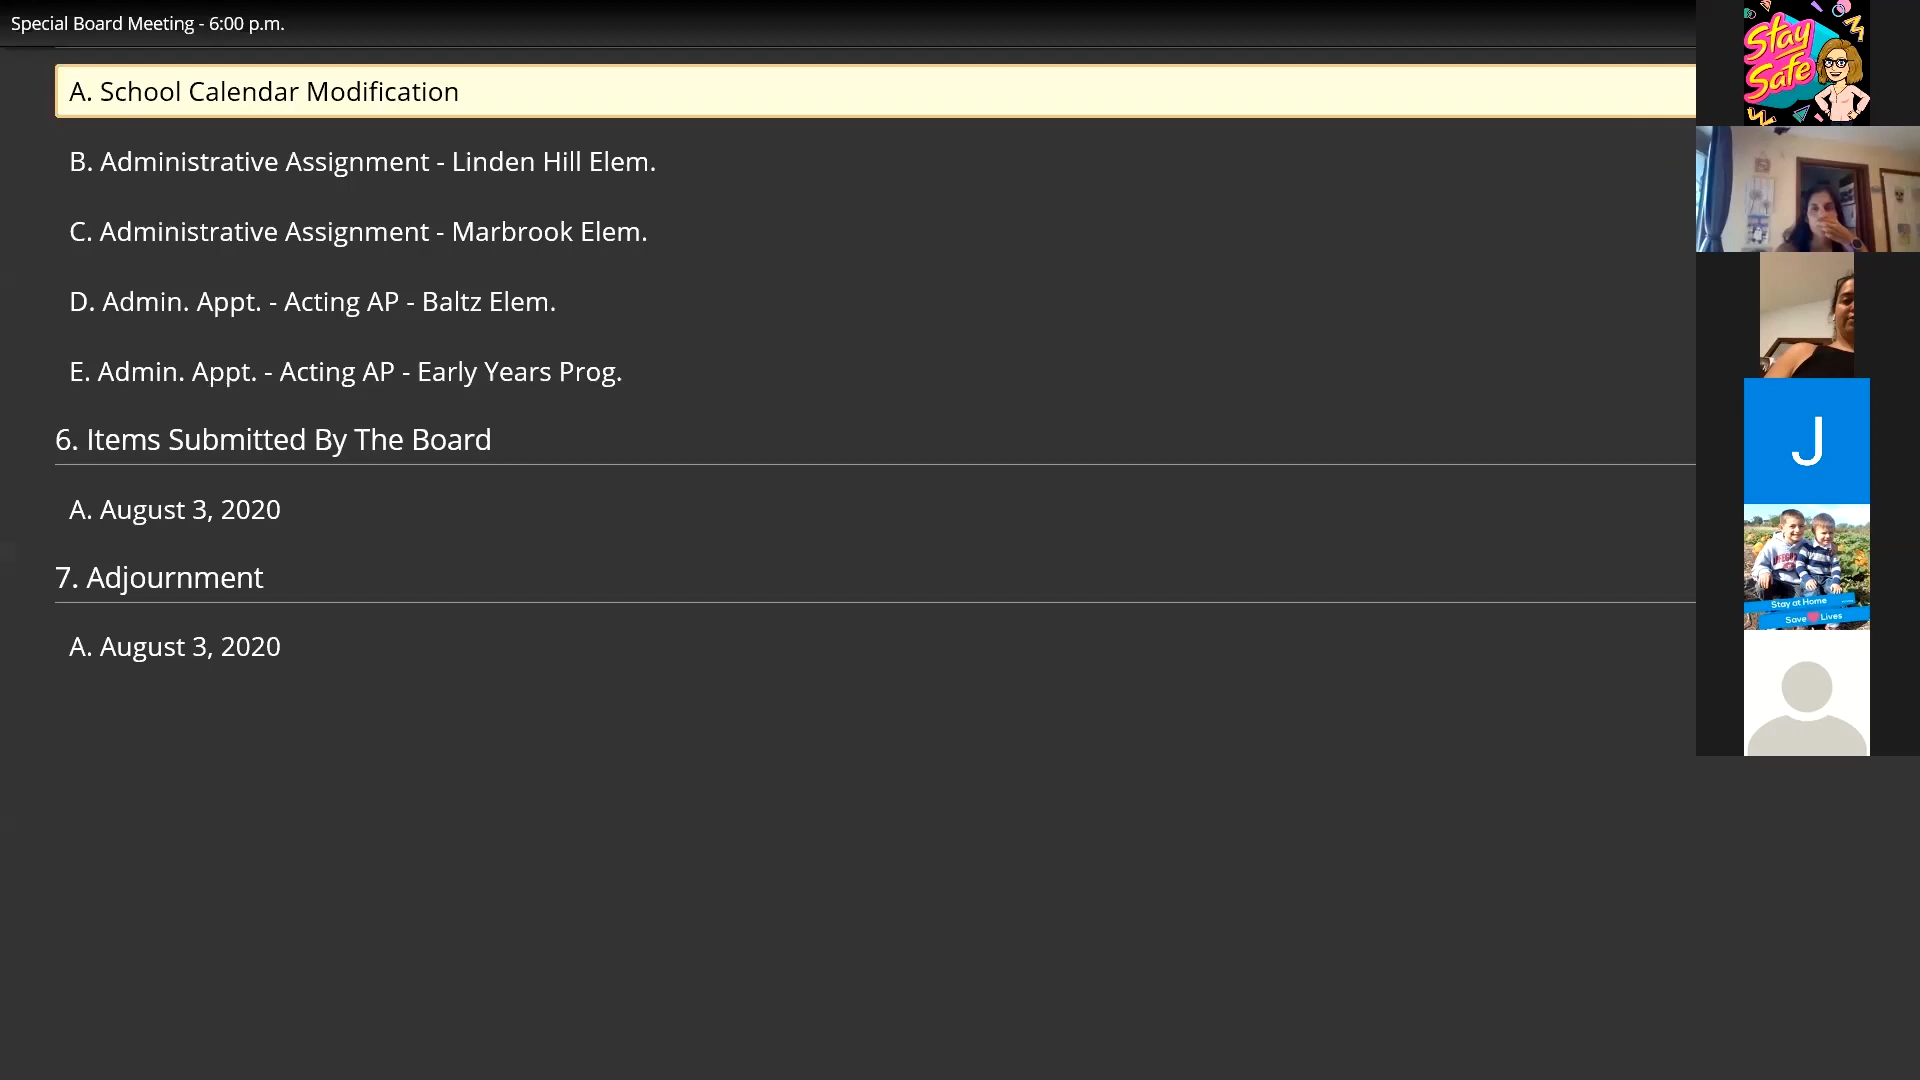 Special Board Meeting - 6:00 p.m.
A. School Calendar Modification
B. Administrative Assignment - Linden Hill Elem.
C. Administrative Assignment - Marbrook Elem.
D. Admin. Appt. - Acting AP - Baltz Elem.
E. Admin. Appt. - Acting AP - Early Years Prog.
6. Items Submitted By The Board
A. August 3, 2020
7. Adjournment
A. August 3, 2020
Stay
Safe
J
Stay at Home
Save Lives